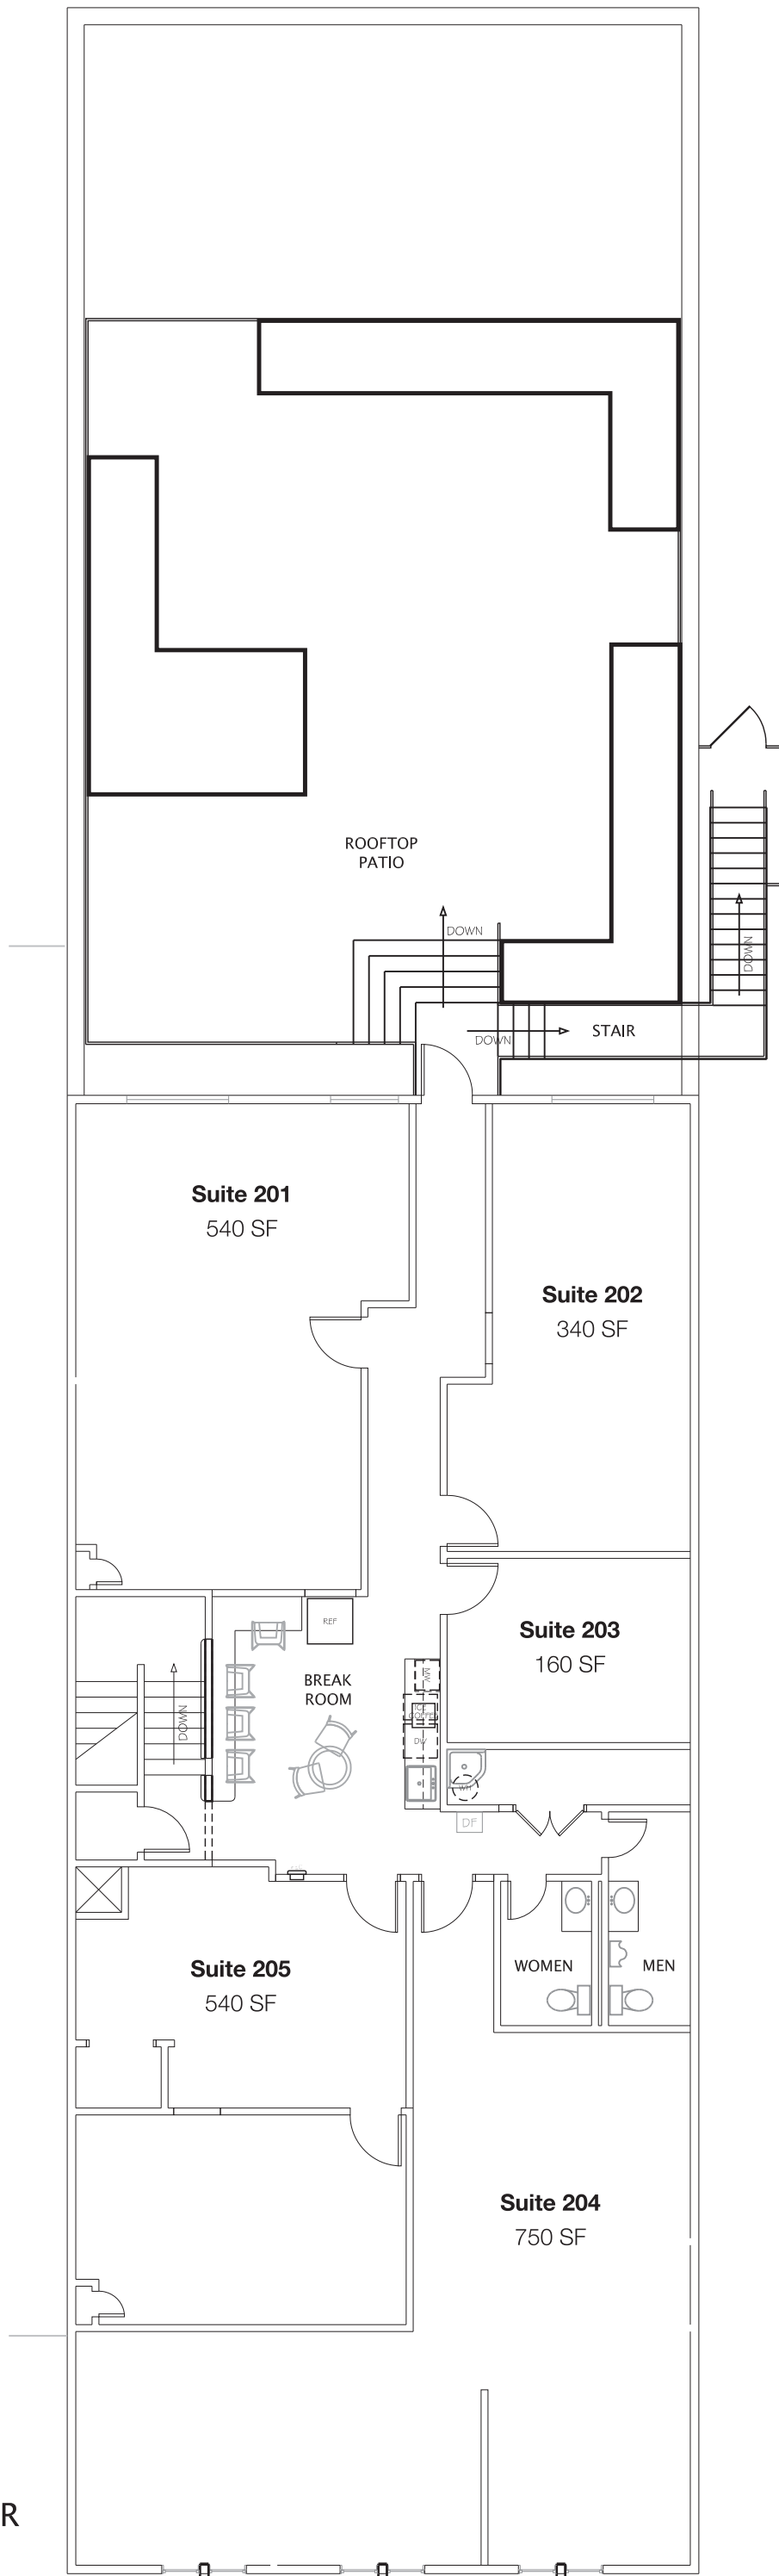 ROOFTOP
PATIO
DOWN
DOWN
DOWN
STAIR
Suite 201
540 SF
Suite 202
340 SF
Suite 203
160 SF
REF
BREAK
ROOM
MW
DOWN
DW
WH
DF
WOMEN
MEN
Suite 205
540 SF
Suite 204
750 SF
R